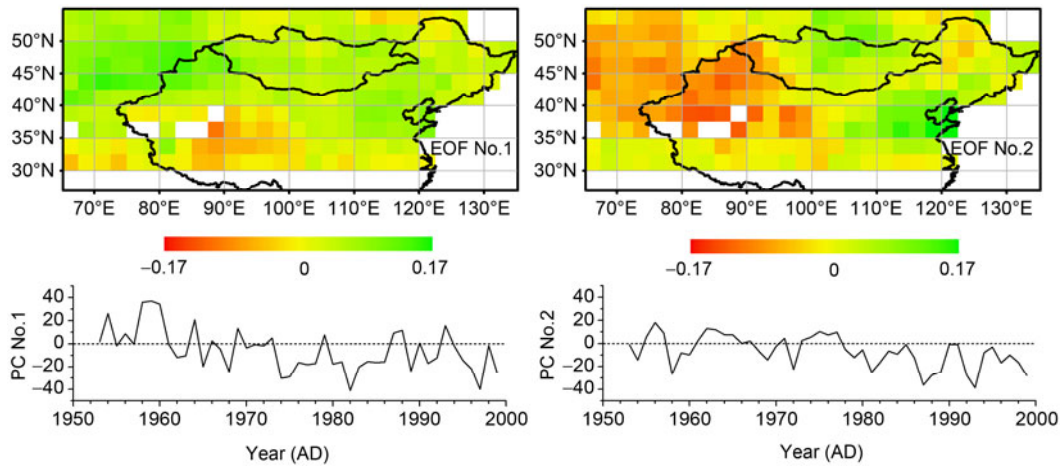 50°N
45°N
40°N
35°N
30°N
EOF No.1
70°E 80°E 90°E 100°E 110°E 120°E 130°E
−0.17 0 0.17
PC No.1
40
20
0
−20
−40
1950 1960 1970 1980 1990 2000
Year (AD)
50°N
45°N
40°N
35°N
30°N
EOF No.2
70°E 80°E 90°E 100°E 110°E 120°E 130°E
−0.17 0 0.17
PC No.2
40
20
0
−20
−40
1950 1960 1970 1980 1990 2000
Year (AD)